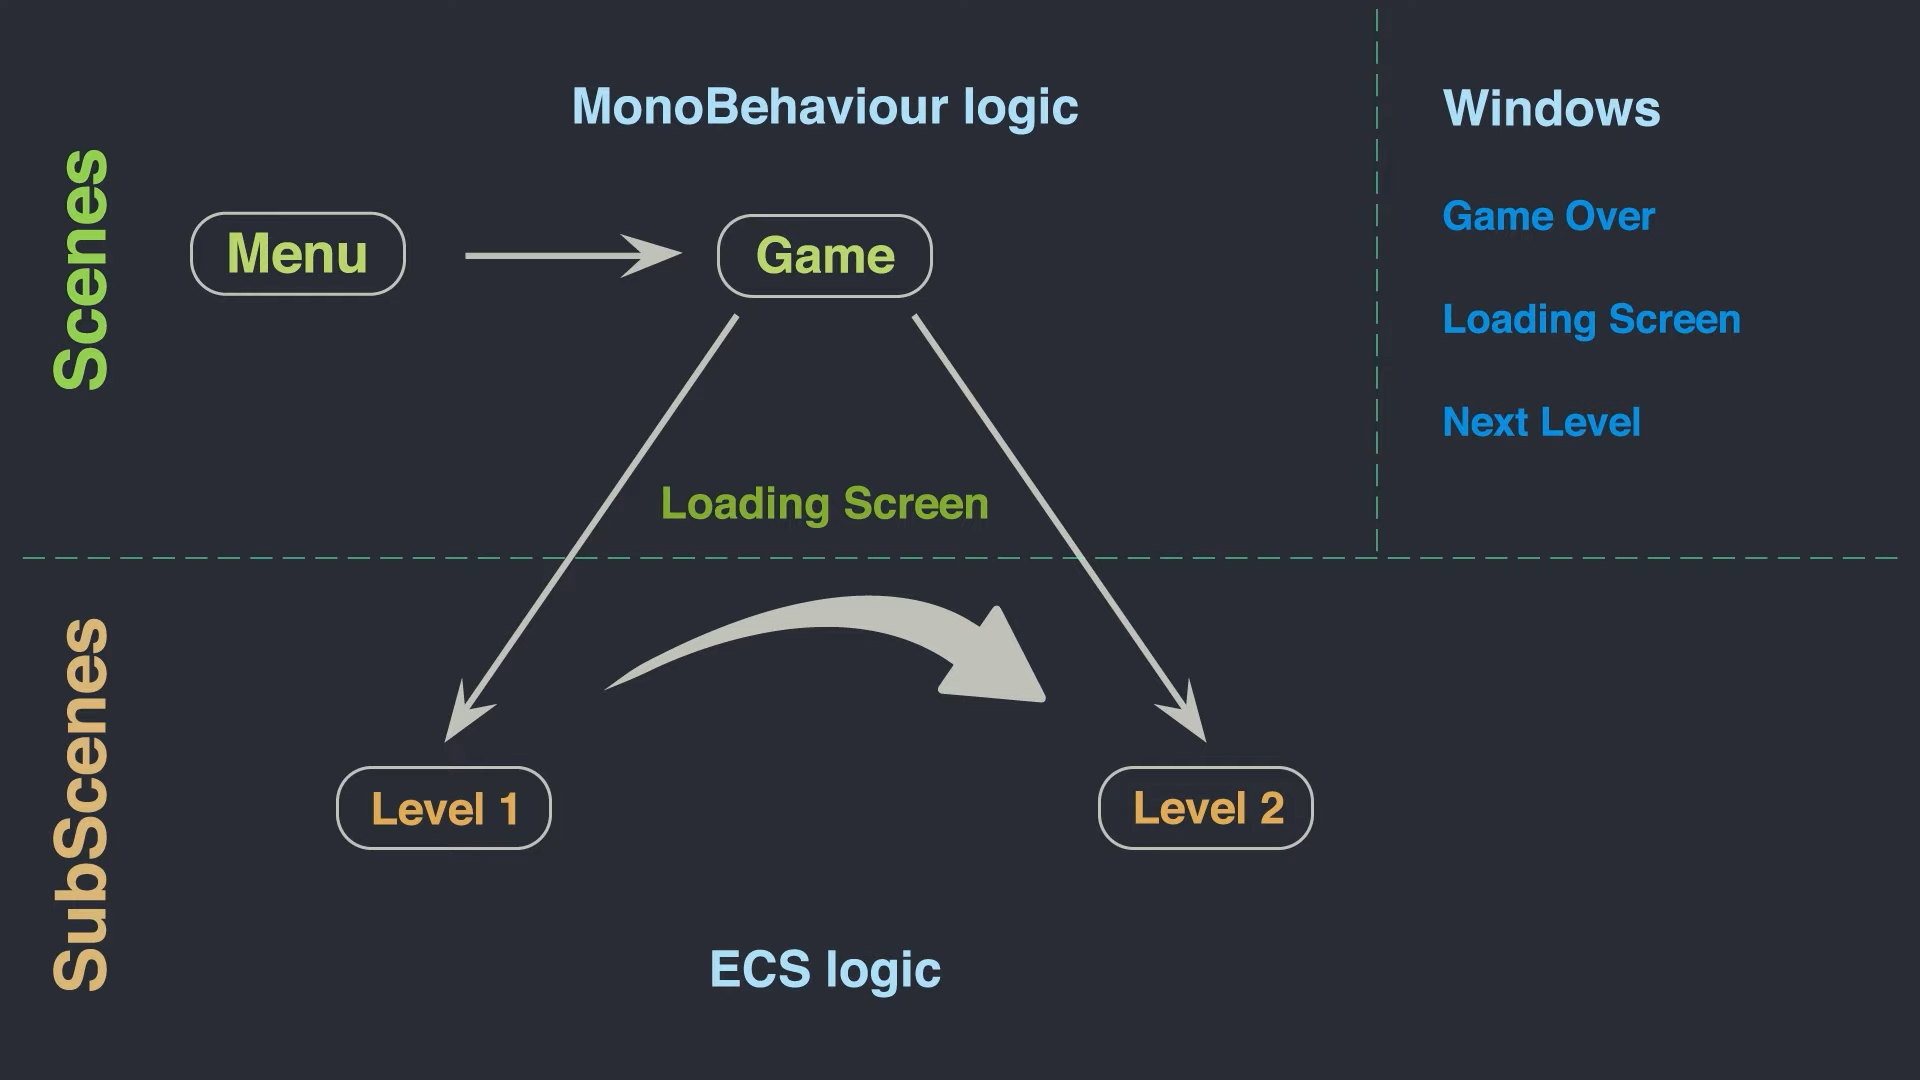 MonoBehaviour logic
Windows
Scenes
Menu
Game
Game Over
Loading Screen
Next Level
Loading Screen
SubScenes
Level 1
Level 2
ECS logic